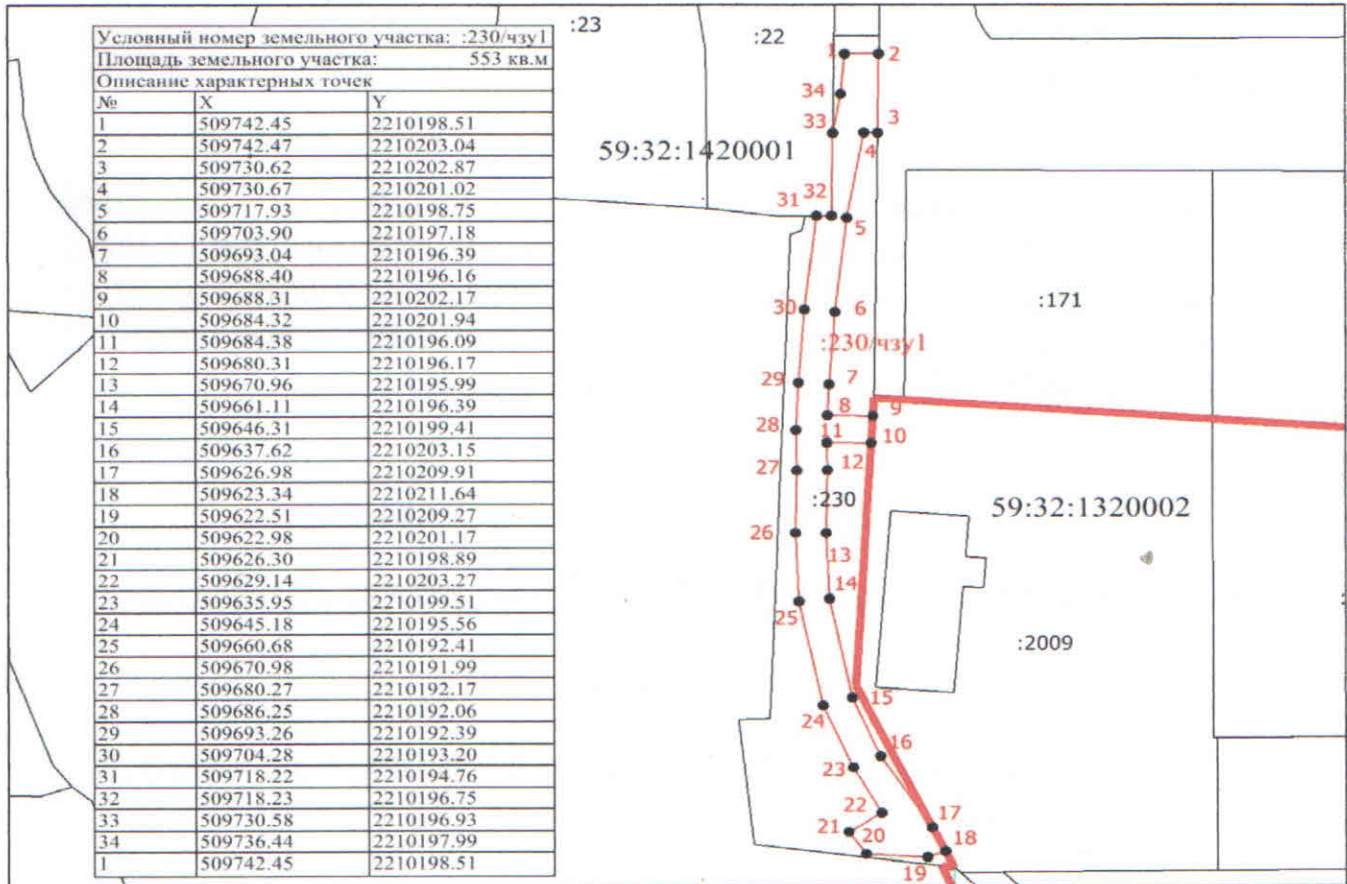 Условный номер земельного участка: :230/чзу1
Площадь земельного участка: 553 кв.м
Описание характерных точек
№ X Y
1 509742.45 2210198.51
2 509742.47 2210203.04
3 509730.62 2210202.87
4 509730.67 2210201.02
5 509717.93 2210198.75
6 509703.90 2210197.18
7 509693.04 2210196.39
8 509688.40 2210196.16
9 509688.31 2210202.17
10 509684.32 2210201.94
11 509684.38 2210196.09
12 509680.31 2210196.17
13 509670.96 2210195.99
14 509661.11 2210196.39
15 509646.31 2210199.41
16 509637.62 2210203.15
17 509626.98 2210209.91
18 509623.34 2210211.64
19 509622.51 2210209.27
20 509622.98 2210201.17
21 509626.30 2210198.89
22 509629.14 2210203.27
23 509635.95 2210199.51
24 509645.18 2210195.56
25 509660.68 2210192.41
26 509670.98 2210191.99
27 509680.27 2210192.17
28 509686.25 2210192.06
29 509693.26 2210192.39
30 509704.28 2210193.20
31 509718.22 2210194.76
32 509718.23 2210196.75
33 509730.58 2210196.93
34 509736.44 2210197.99
1 509742.45 2210198.51
:23
:22
1
2
34
33
3
4
59:32:1420001
31
32
5
30
6
:171
:230/чзу1
29
7
8
9
28
11
10
27
12
:230
59:32:1320002
26
13
14
25
:2009
15
24
16
23
22
17
21
20
18
19